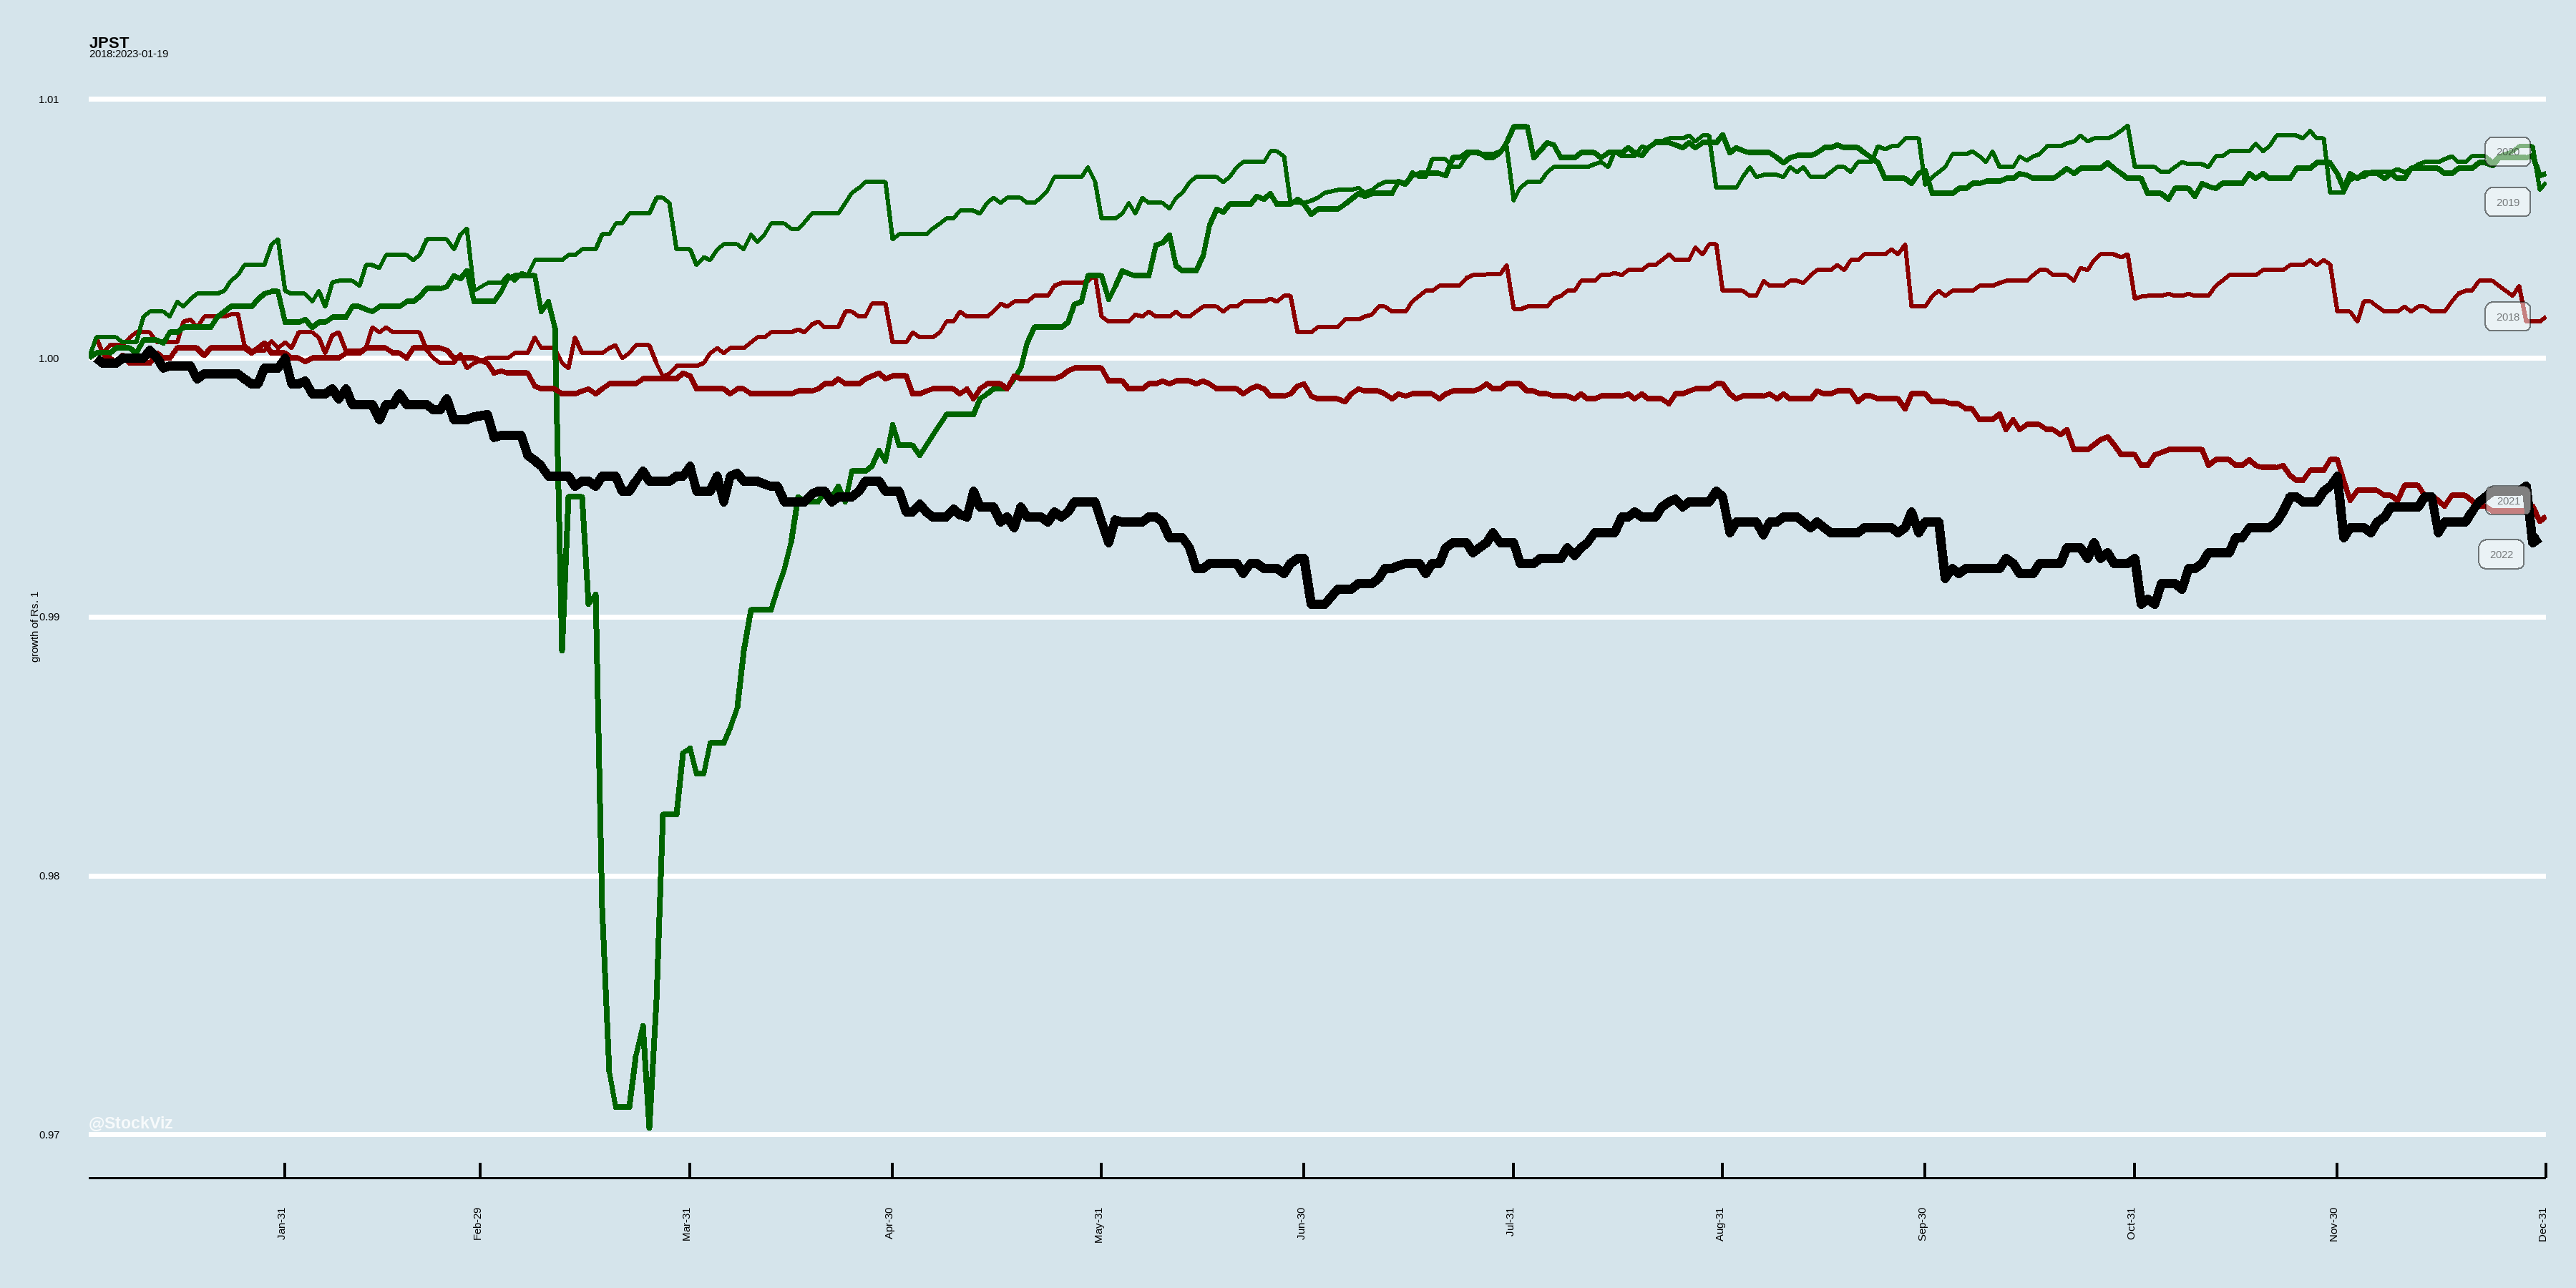 JPST
2018:2023-01-19
1.01
1.00
0.99
0.98
0.97
growth of Rs. 1
2020
2019
2018
2021
2022
@StockViz
Jan-31
Feb-29
Mar-31
Apr-30
May-31
Jun-30
Jul-31
Aug-31
Sep-30
Oct-31
Nov-30
Dec-31